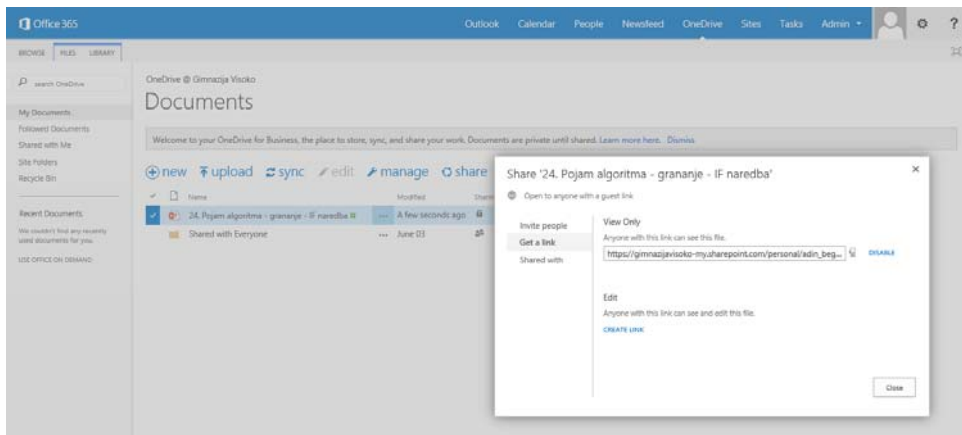 Office 365
Outlook Calendar People Newsfeed OneDrive Sites Tasks Admin ?
BROWSE FILES LIBRARY
search OneDrive
OneDrive @ Gimnazija Visoko
Documents
My Documents
Followed Documents
Shared with Me
Site Folders
Recycle Bin
Recent Documents
We couldn't find any recently
used documents for you.
USE OFFICE ON DEMAND
Welcome to your OneDrive for Business, the place to store, sync, and share your work. Documents are private until shared. Learn more here. Dismiss
new upload sync edit manage share
Name Modified
24. Pojam algoritma - grananje - IF naredba ... A few seconds ago
Shared with Everyone ... June 03
Share '24. Pojam algoritma - grananje - IF naredba'
Open to anyone with a guest link
Invite people
Get a link
Shared with
View Only
Anyone with this link can see this file.
https://gimnazijavisoko-my.sharepoint.com/personal/adin_beg...
DISABLE
Edit
Anyone with this link can see and edit this file.
CREATE LINK
Close